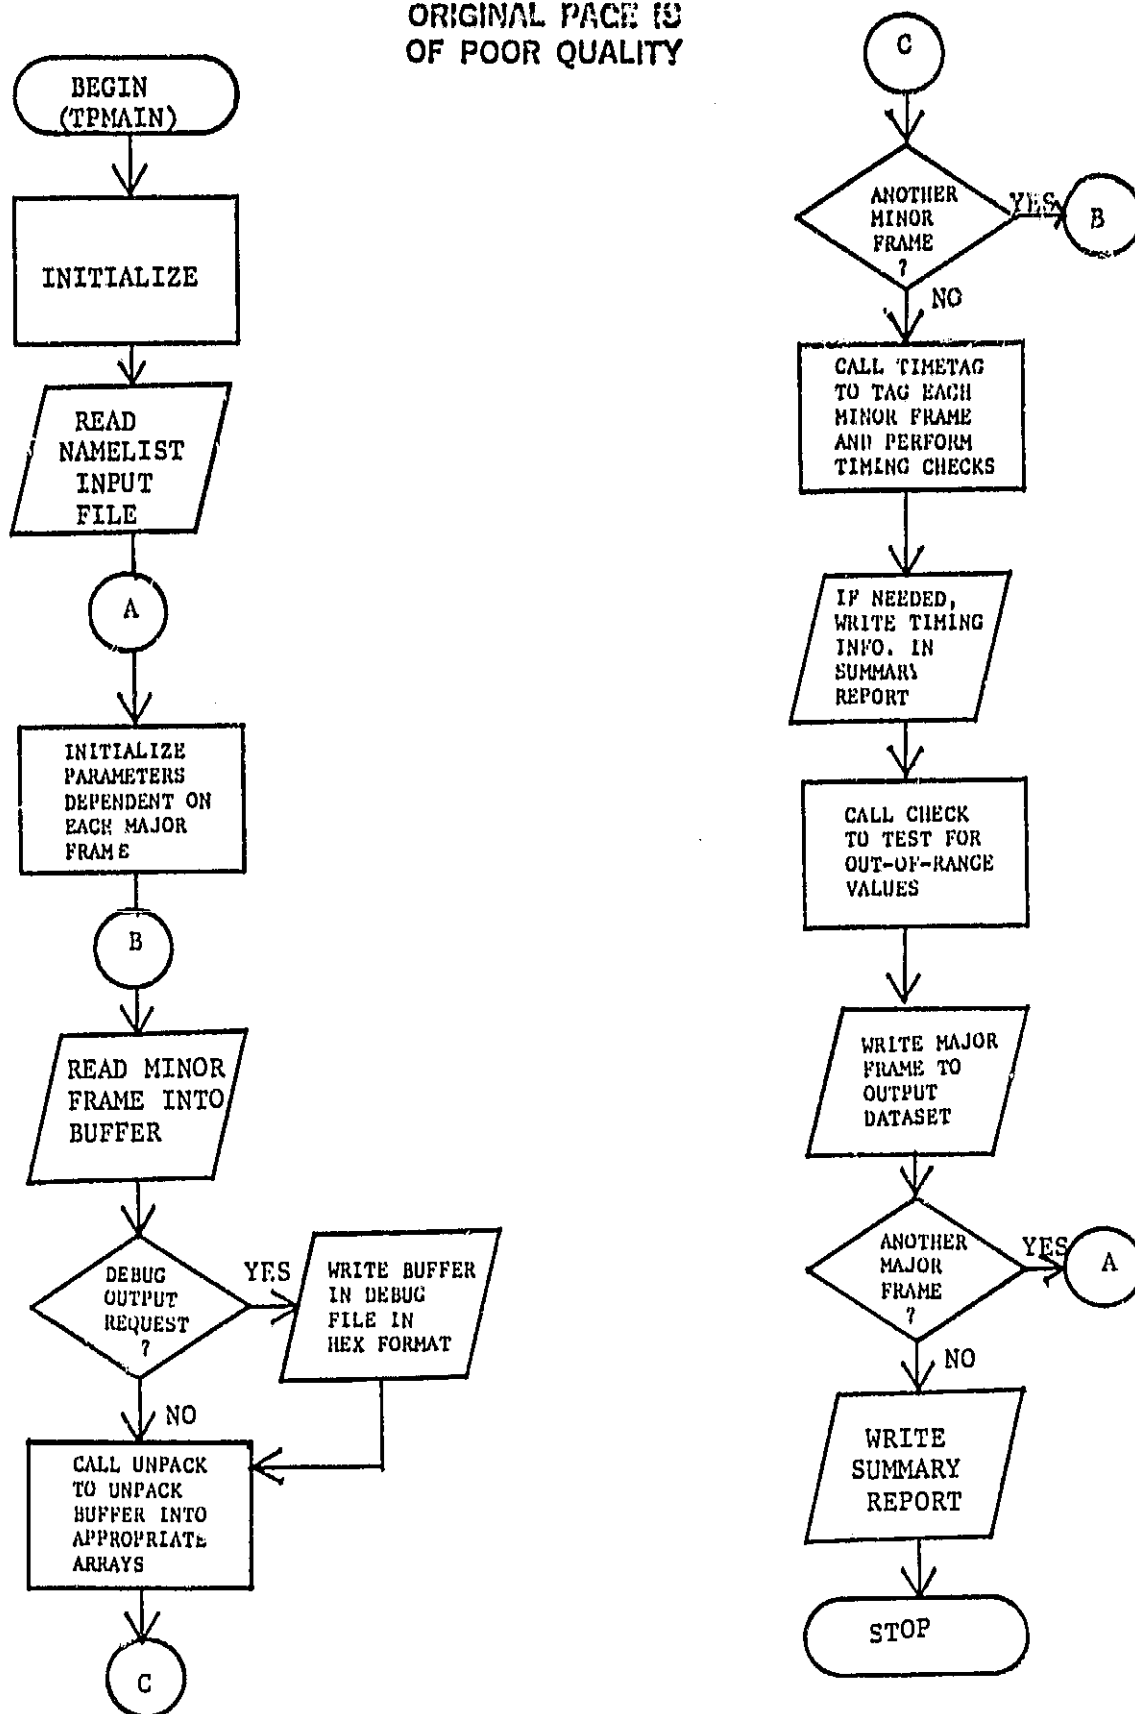 ORIGINAL PAGE IS
OF POOR QUALITY
BEGIN
(TPMAIN)
INITIALIZE
READ
NAMELIST
INPUT
FILE
A
INITIALIZE
PARAMETERS
DEPENDENT ON
EACH MAJOR
FRAME
B
READ MINOR
FRAME INTO
BUFFER
DEBUG
OUTPUT
REQUEST
?
YES
WRITE BUFFER
IN DEBUG
FILE IN
HEX FORMAT
NO
CALL UNPACK
TO UNPACK
BUFFER INTO
APPROPRIATE
ARRAYS
C
C
ANOTHER
MINOR
FRAME
?
YES
B
NO
CALL TIMETAG
TO TAG EACH
MINOR FRAME
AND PERFORM
TIMING CHECKS
IF NEEDED,
WRITE TIMING
INFO. IN
SUMMARY
REPORT
CALL CHECK
TO TEST FOR
OUT-OF-RANGE
VALUES
WRITE MAJOR
FRAME TO
OUTPUT
DATASET
ANOTHER
MAJOR
FRAME
?
YES
A
NO
WRITE
SUMMARY
REPORT
STOP